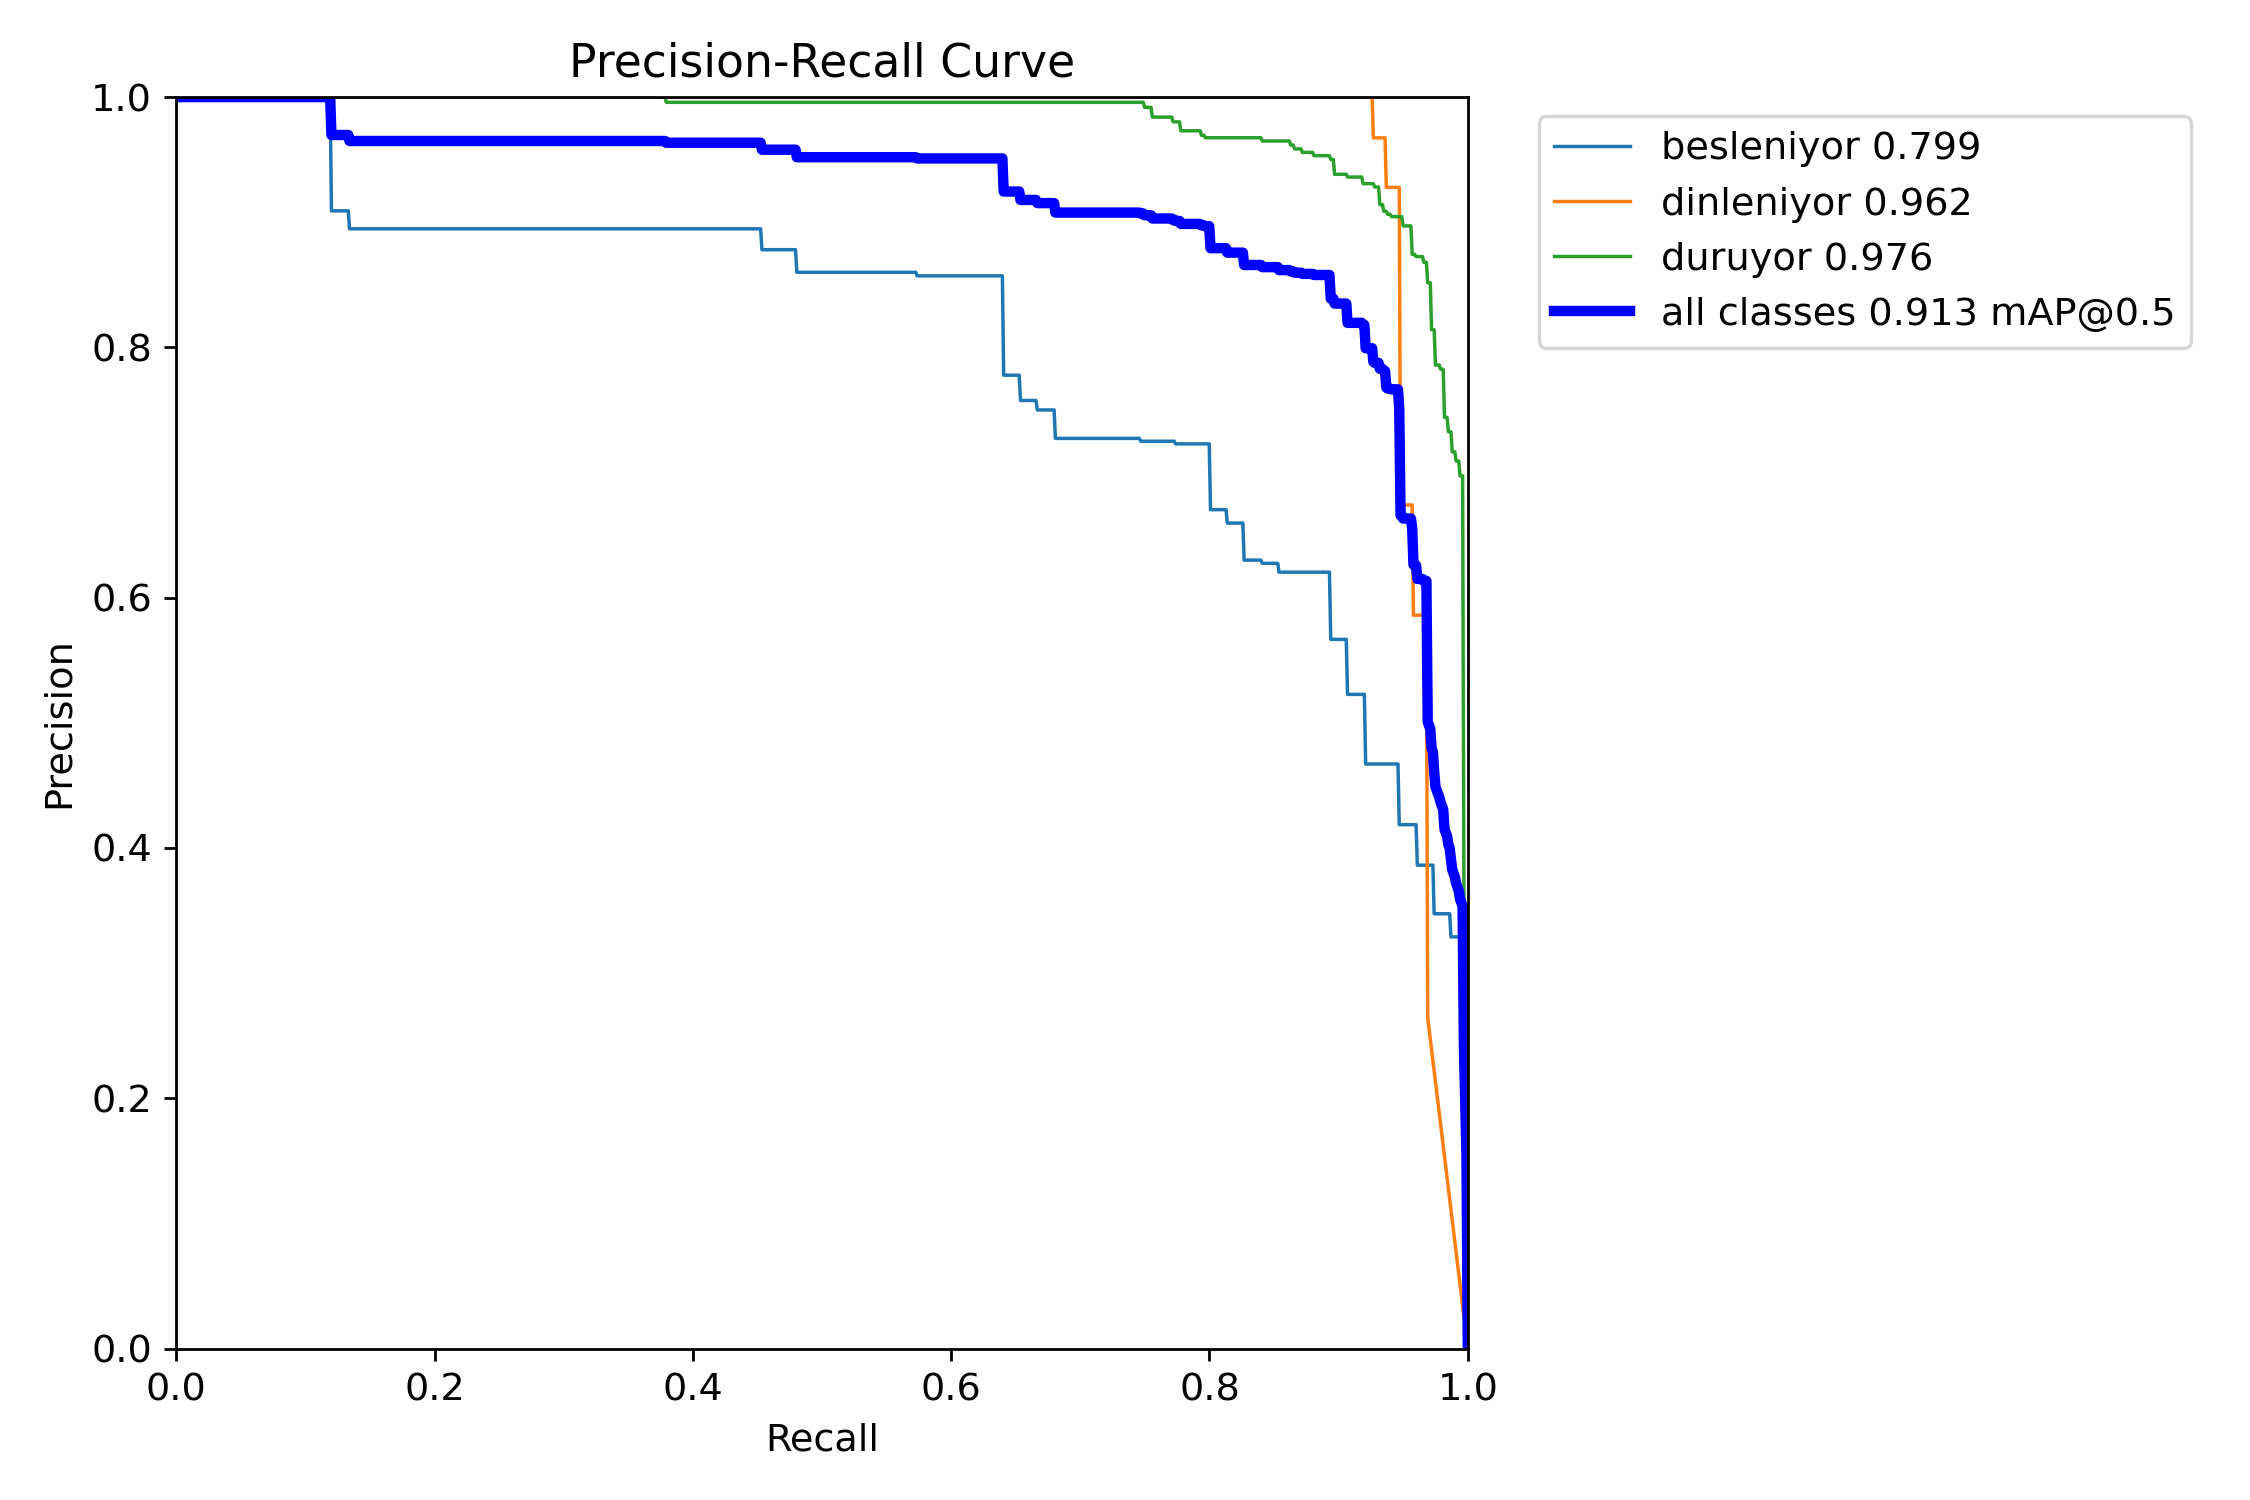 Precision-Recall Curve
1.0
0.8
0.6
0.4
0.2
0.0
Precision
0.0 0.2 0.4 0.6 0.8 1.0
Recall
besleniyor 0.799
dinleniyor 0.962
duruyor 0.976
all classes 0.913 mAP@0.5